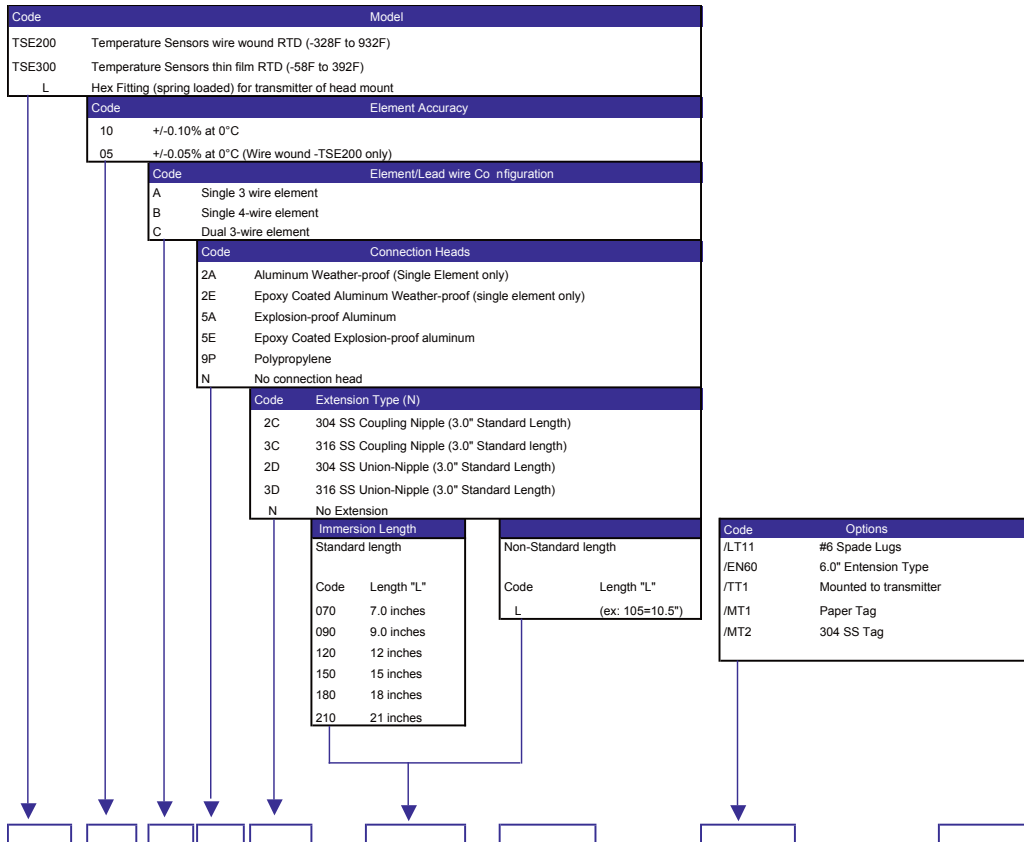 Code Model
TSE200 Temperature Sensors wire wound RTD (-328F to 932F)
TSE300 Temperature Sensors thin film RTD (-58F to 392F)
L Hex Fitting (spring loaded) for transmitter of head mount
Code Element Accuracy
10 +/-0.10% at 0°C
05 +/-0.05% at 0°C (Wire wound -TSE200 only)
Code Element/Lead wire Co nfiguration
A Single 3 wire element
B Single 4-wire element
C Dual 3-wire element
Code Connection Heads
2A Aluminum Weather-proof (Single Element only)
2E Epoxy Coated Aluminum Weather-proof (single element only)
5A Explosion-proof Aluminum
5E Epoxy Coated Explosion-proof aluminum
9P Polypropylene
N No connection head
Code Extension Type (N)
2C 304 SS Coupling Nipple (3.0" Standard Length)
3C 316 SS Coupling Nipple (3.0" Standard length)
2D 304 SS Union-Nipple (3.0" Standard Length)
3D 316 SS Union-Nipple (3.0" Standard Length)
N No Extension
Immersion Length
Standard length
Code Length "L"
070 7.0 inches
090 9.0 inches
120 12 inches
150 15 inches
180 18 inches
210 21 inches
Non-Standard length
Code Length "L"
L (ex: 105=10.5")
Code Options
/LT11 #6 Spade Lugs
/EN60 6.0" Entension Type
/TT1 Mounted to transmitter
/MT1 Paper Tag
/MT2 304 SS Tag